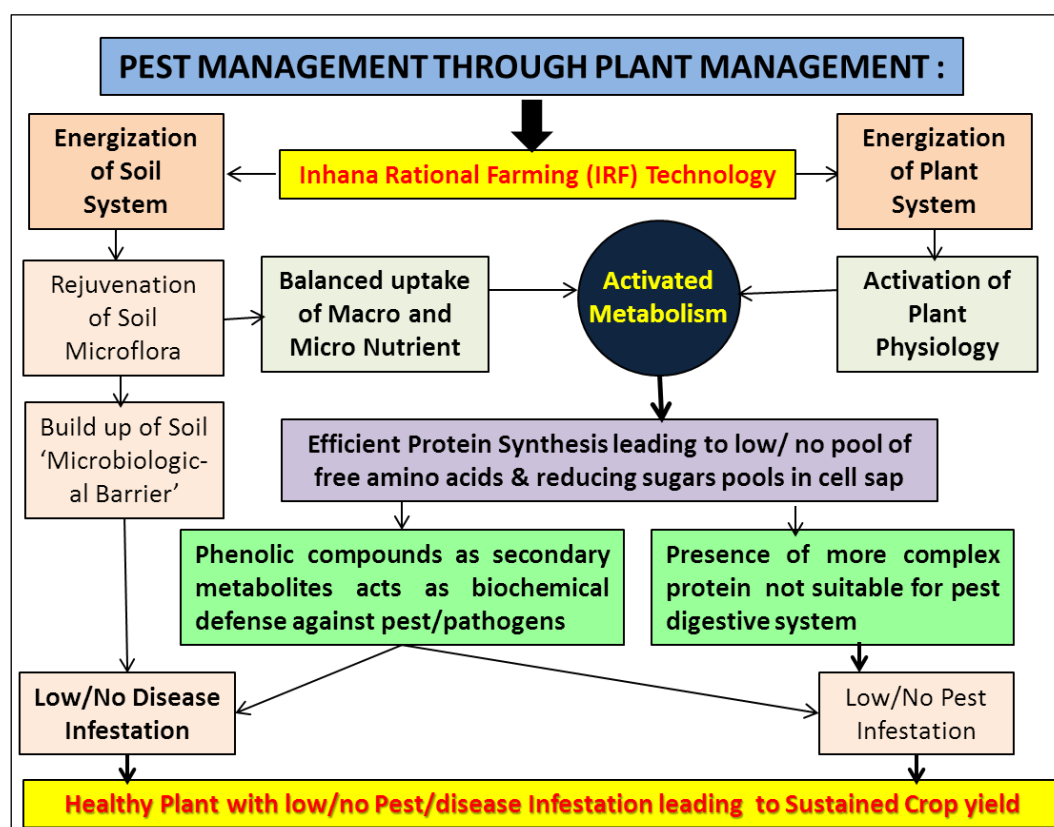 PEST MANAGEMENT THROUGH PLANT MANAGEMENT :
Energization
of Soil
System
Inhana Rational Farming (IRF) Technology
Energization
of Plant
System
Rejuvenation
of Soil
Microflora
Balanced uptake
of Macro and
Micro Nutrient
Activated
Metabolism
Activation of
Plant
Physiology
Build up of Soil
‘Microbiologic-
al Barrier’
Efficient Protein Synthesis leading to low/ no pool of
free amino acids & reducing sugars pools in cell sap
Phenolic compounds as secondary
metabolites acts as biochemical
defense against pest/pathogens
Presence of more complex
protein not suitable for pest
digestive system
Low/No Disease
Infestation
Low/No Pest
Infestation
Healthy Plant with low/no Pest/disease Infestation leading to Sustained Crop yield